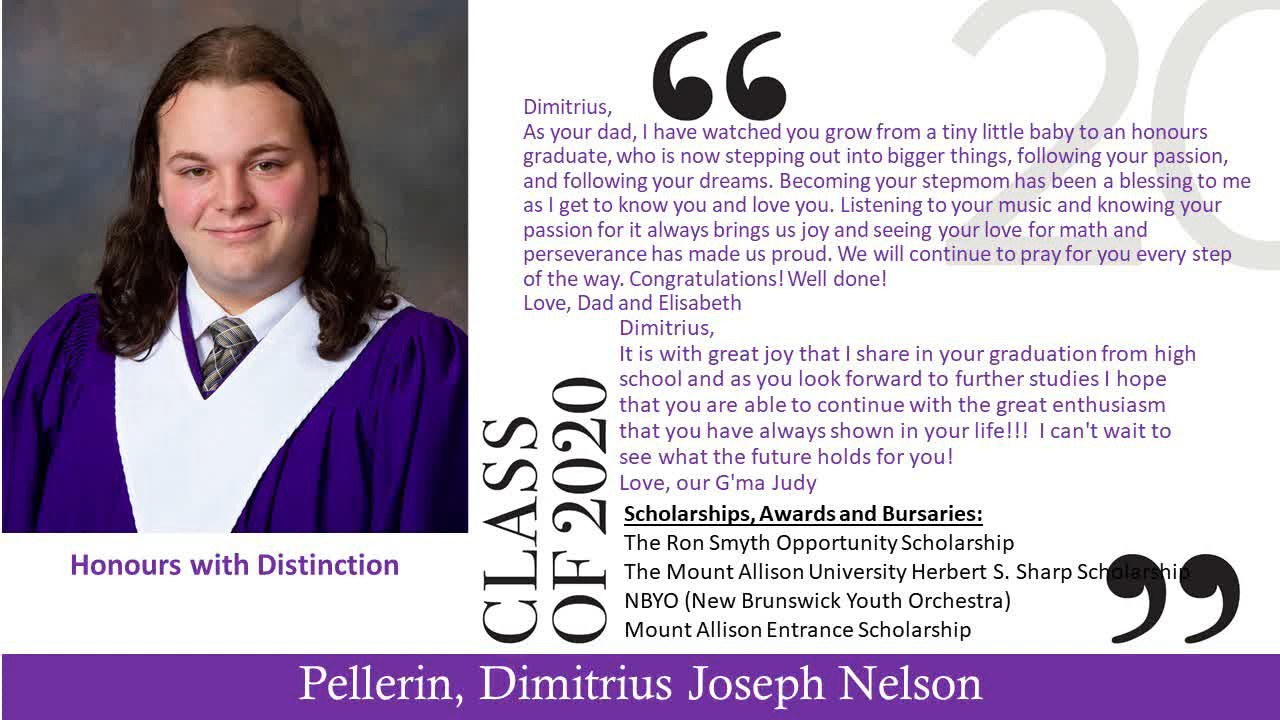 20
“
Dimitrius,
As your dad, I have watched you grow from a tiny little baby to an honours
graduate, who is now stepping out into bigger things, following your passion,
and following your dreams. Becoming your stepmom has been a blessing to me
as I get to know you and love you. Listening to your music and knowing your
passion for it always brings us joy and seeing your love for math and
perseverance has made us proud. We will continue to pray for you every step
of the way. Congratulations! Well done!
Love, Dad and Elisabeth
Dimitrius,
It is with great joy that I share in your graduation from high
school and as you look forward to further studies I hope
that you are able to continue with the great enthusiasm
that you have always shown in your life!!! I can't wait to
see what the future holds for you!
Love, our G'ma Judy
CLASS
OF 2020
Scholarships, Awards and Bursaries:
The Ron Smyth Opportunity Scholarship
The Mount Allison University Herbert S. Sharp Scholarship
NBYO (New Brunswick Youth Orchestra)
Mount Allison Entrance Scholarship
”
Honours with Distinction
Pellerin, Dimitrius Joseph Nelson